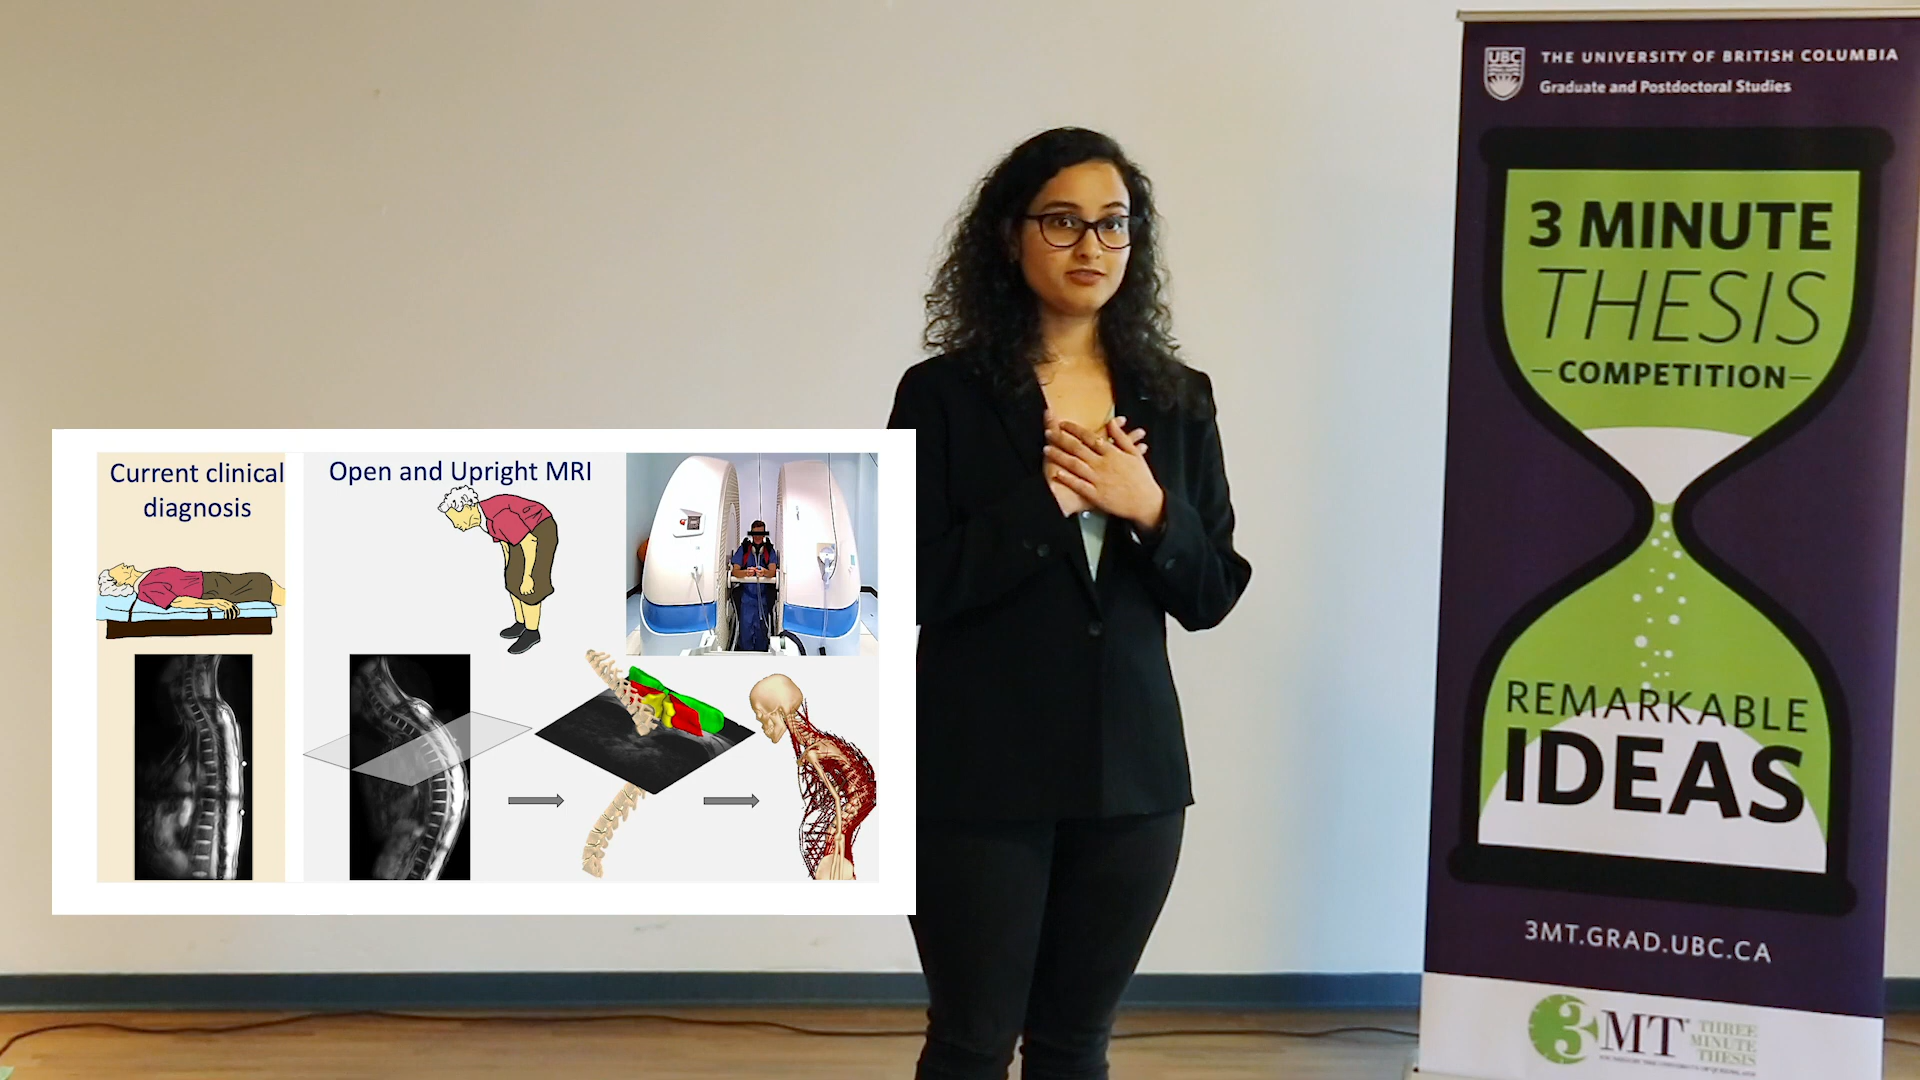 Current clinical
diagnosis
Open and Upright MRI
UBC
THE UNIVERSITY OF BRITISH COLUMBIA
Graduate and Postdoctoral Studies
3 MINUTE
THESIS
–COMPETITION–
REMARKABLE
IDEAS
3MT.GRAD.UBC.CA
3MT
THREE
MINUTE
THESIS